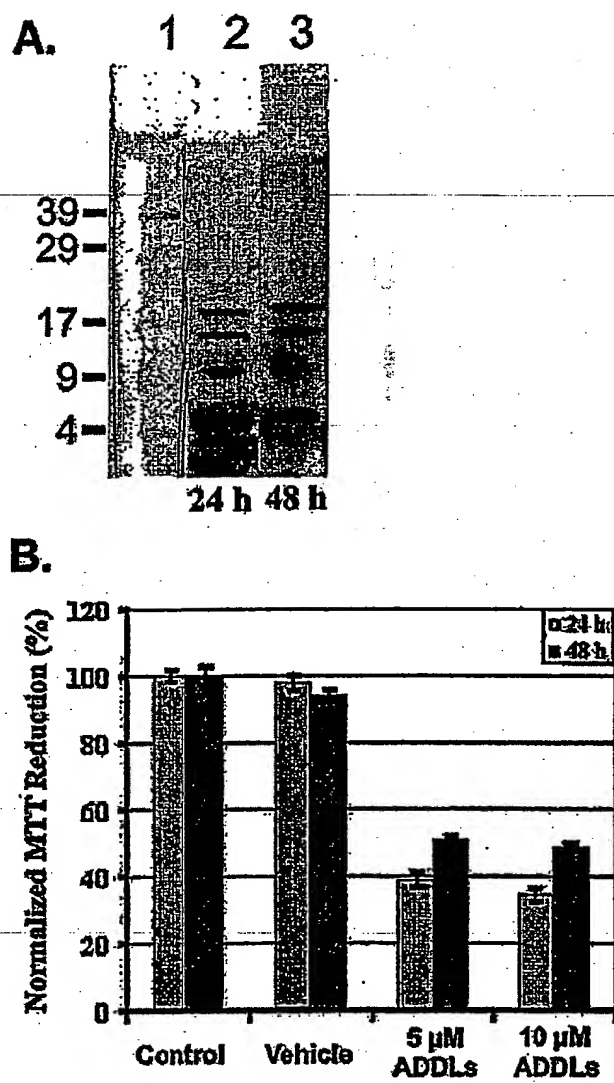 A.
1 2 3
39
29
17
9
4
24 h 48 h
B.
Normalized MTT Reduction (%)
120
100
80
60
40
20
0
24 h
48 h
Control Vehicle 5 µM ADDLs 10 µM ADDLs